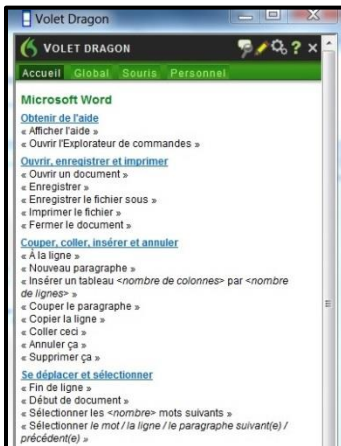 Volet Dragon
VOLET DRAGON
Accueil Global Souris Personnel
Microsoft Word
Obtenir de l'aide
« Afficher l'aide »
« Ouvrir l'Explorateur de commandes »
Ouvrir, enregistrer et imprimer
« Ouvrir un document »
« Enregistrer »
« Enregistrer le fichier sous »
« Imprimer le fichier »
« Fermer le document »
Couper, coller, insérer et annuler
« À la ligne »
« Nouveau paragraphe »
« Insérer un tableau <nombre de colonnes> par <nombre
de lignes> »
« Couper le paragraphe »
« Copier la ligne »
« Coller ceci »
« Annuler ça »
« Supprimer ça »
Se déplacer et sélectionner
« Fin de ligne »
« Début de document »
« Sélectionner les <nombre> mots suivants »
« Sélectionner le mot / la ligne / le paragraphe suivant(e) /
précédent(e) »